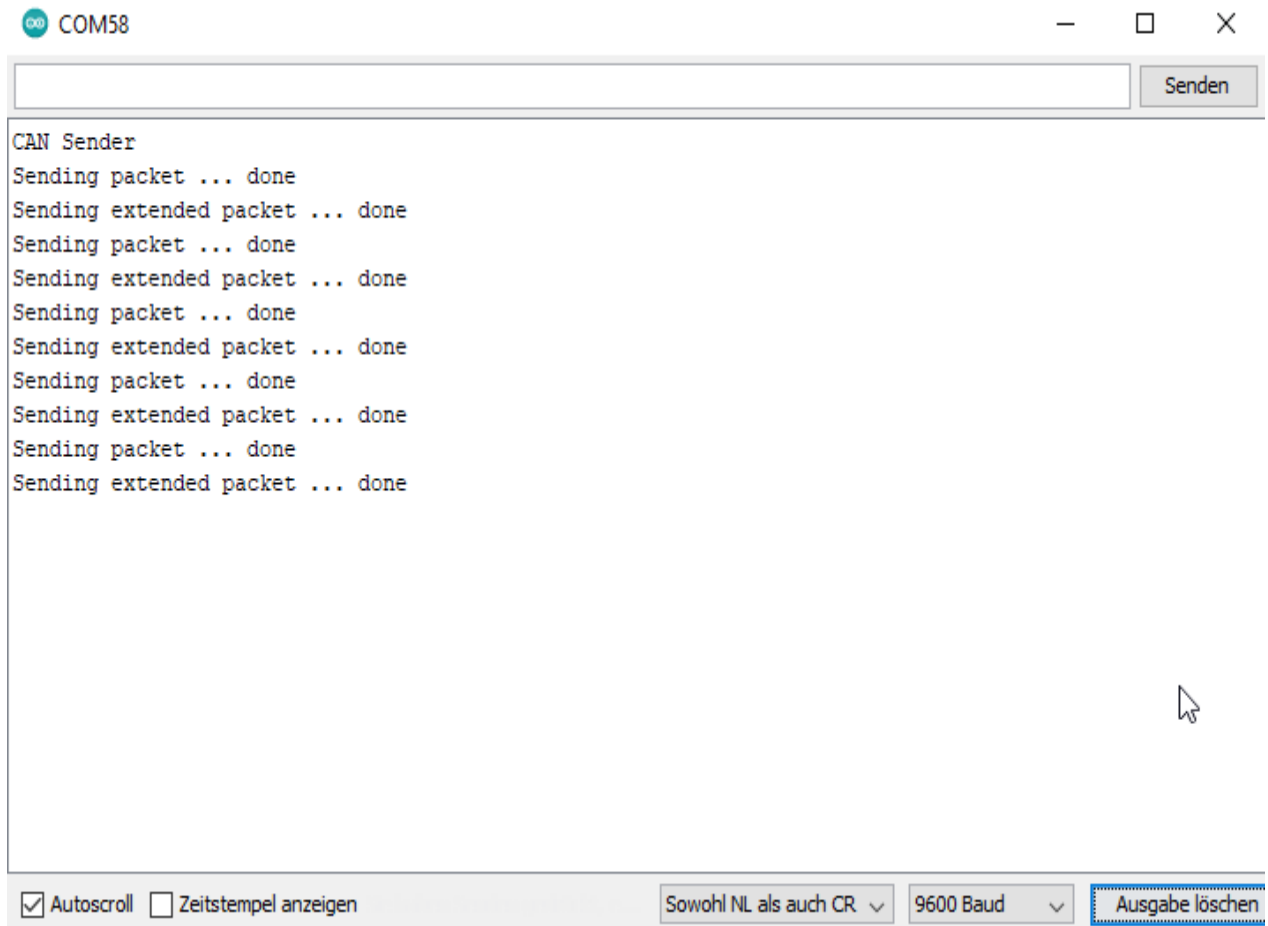 COM58
Senden
CAN Sender
Sending packet ... done
Sending extended packet ... done
Sending packet ... done
Sending extended packet ... done
Sending packet ... done
Sending extended packet ... done
Sending packet ... done
Sending extended packet ... done
Sending packet ... done
Sending extended packet ... done
Autoscroll Zeitstempel anzeigen Sowohl NL als auch CR 9600 Baud Ausgabe löschen